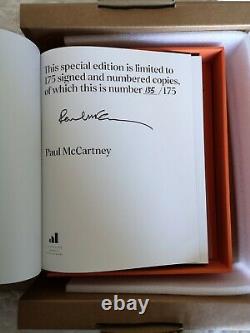 This special edition is limited to
175 signed and numbered copies,
of which this is number 135/175
Paul McCartney